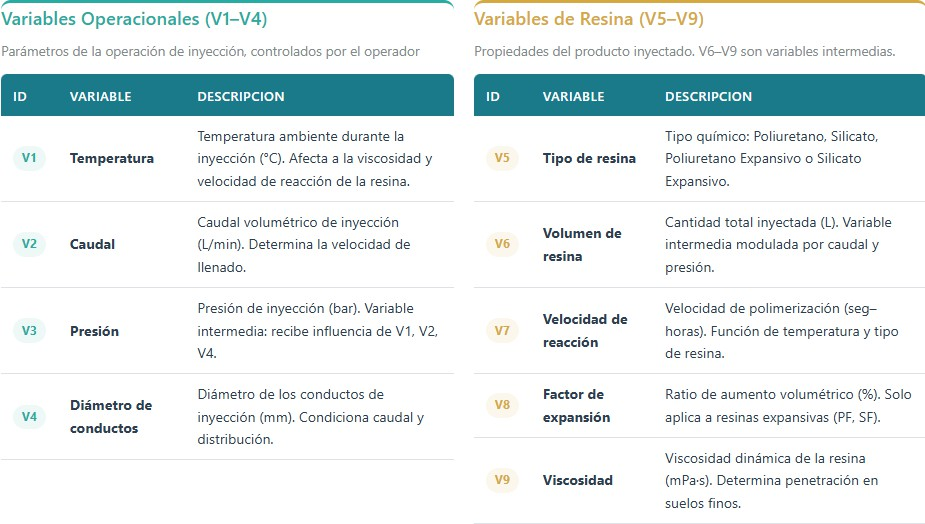 Variables Operacionales (V1–V4)
Parámetros de la operación de inyección, controlados por el operador
ID VARIABLE DESCRIPCION
V1 Temperatura
Temperatura ambiente durante la
inyección (°C). Afecta a la viscosidad y
velocidad de reacción de la resina.
V2 Caudal
Caudal volumétrico de inyección
(L/min). Determina la velocidad de
llenado.
V3 Presión
Presión de inyección (bar). Variable
intermedia: recibe influencia de V1, V2,
V4.
V4 Diámetro de
conductos
Diámetro de los conductos de
inyección (mm). Condiciona caudal y
distribución.
Variables de Resina (V5–V9)
Propiedades del producto inyectado. V6–V9 son variables intermedias.
ID VARIABLE DESCRIPCION
V5 Tipo de resina
Tipo químico: Poliuretano, Silicato,
Poliuretano Expansivo o Silicato
Expansivo.
V6 Volumen de
resina
Cantidad total inyectada (L). Variable
intermedia modulada por caudal y
presión.
V7 Velocidad de
reacción
Velocidad de polimerización (seg–
horas). Función de temperatura y tipo
de resina.
V8 Factor de
expansión
Ratio de aumento volumétrico (%). Solo
aplica a resinas expansivas (PF, SF).
V9 Viscosidad
Viscosidad dinámica de la resina
(mPa·s). Determina penetración en
suelos finos.